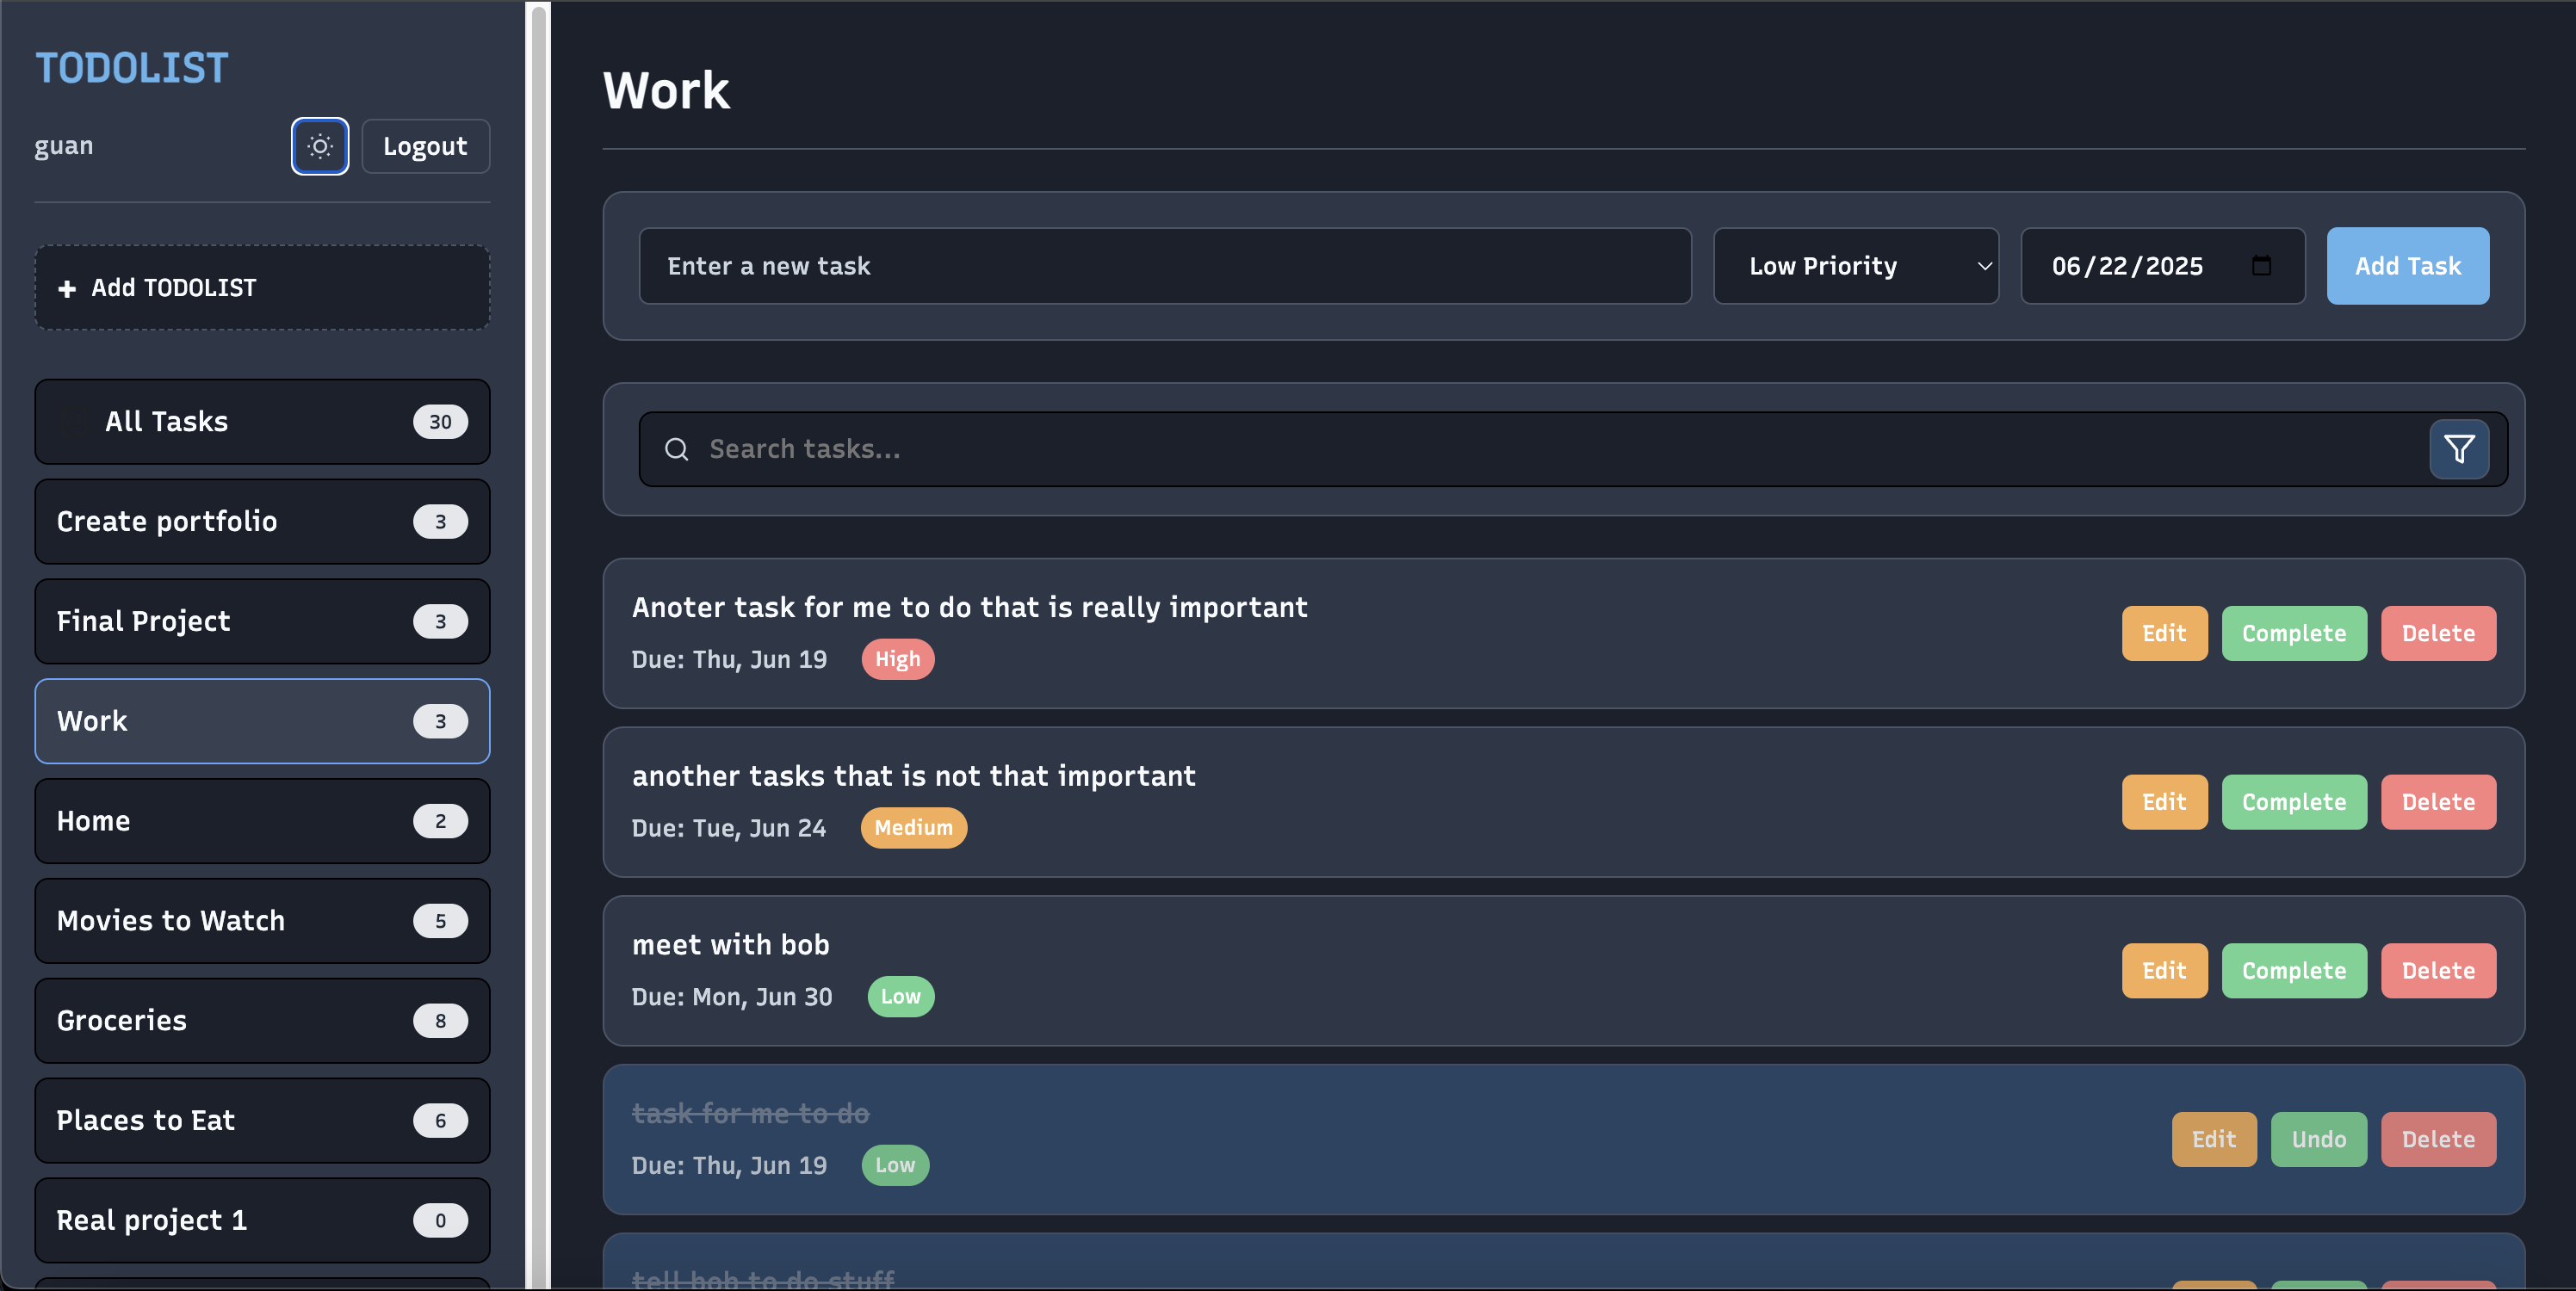 TODOLIST
guan
Logout
+ Add TODOLIST
All Tasks 30
Create portfolio 3
Final Project 3
Work 3
Home 2
Movies to Watch 5
Groceries 8
Places to Eat 6
Real project 1 0
Work
Enter a new task Low Priority 06/22/2025 Add Task
Search tasks...
Anoter task for me to do that is really important
Due: Thu, Jun 19 High
Edit Complete Delete
another tasks that is not that important
Due: Tue, Jun 24 Medium
Edit Complete Delete
meet with bob
Due: Mon, Jun 30 Low
Edit Complete Delete
task for me to do
Due: Thu, Jun 19 Low
Edit Undo Delete
tell bob to do stuff